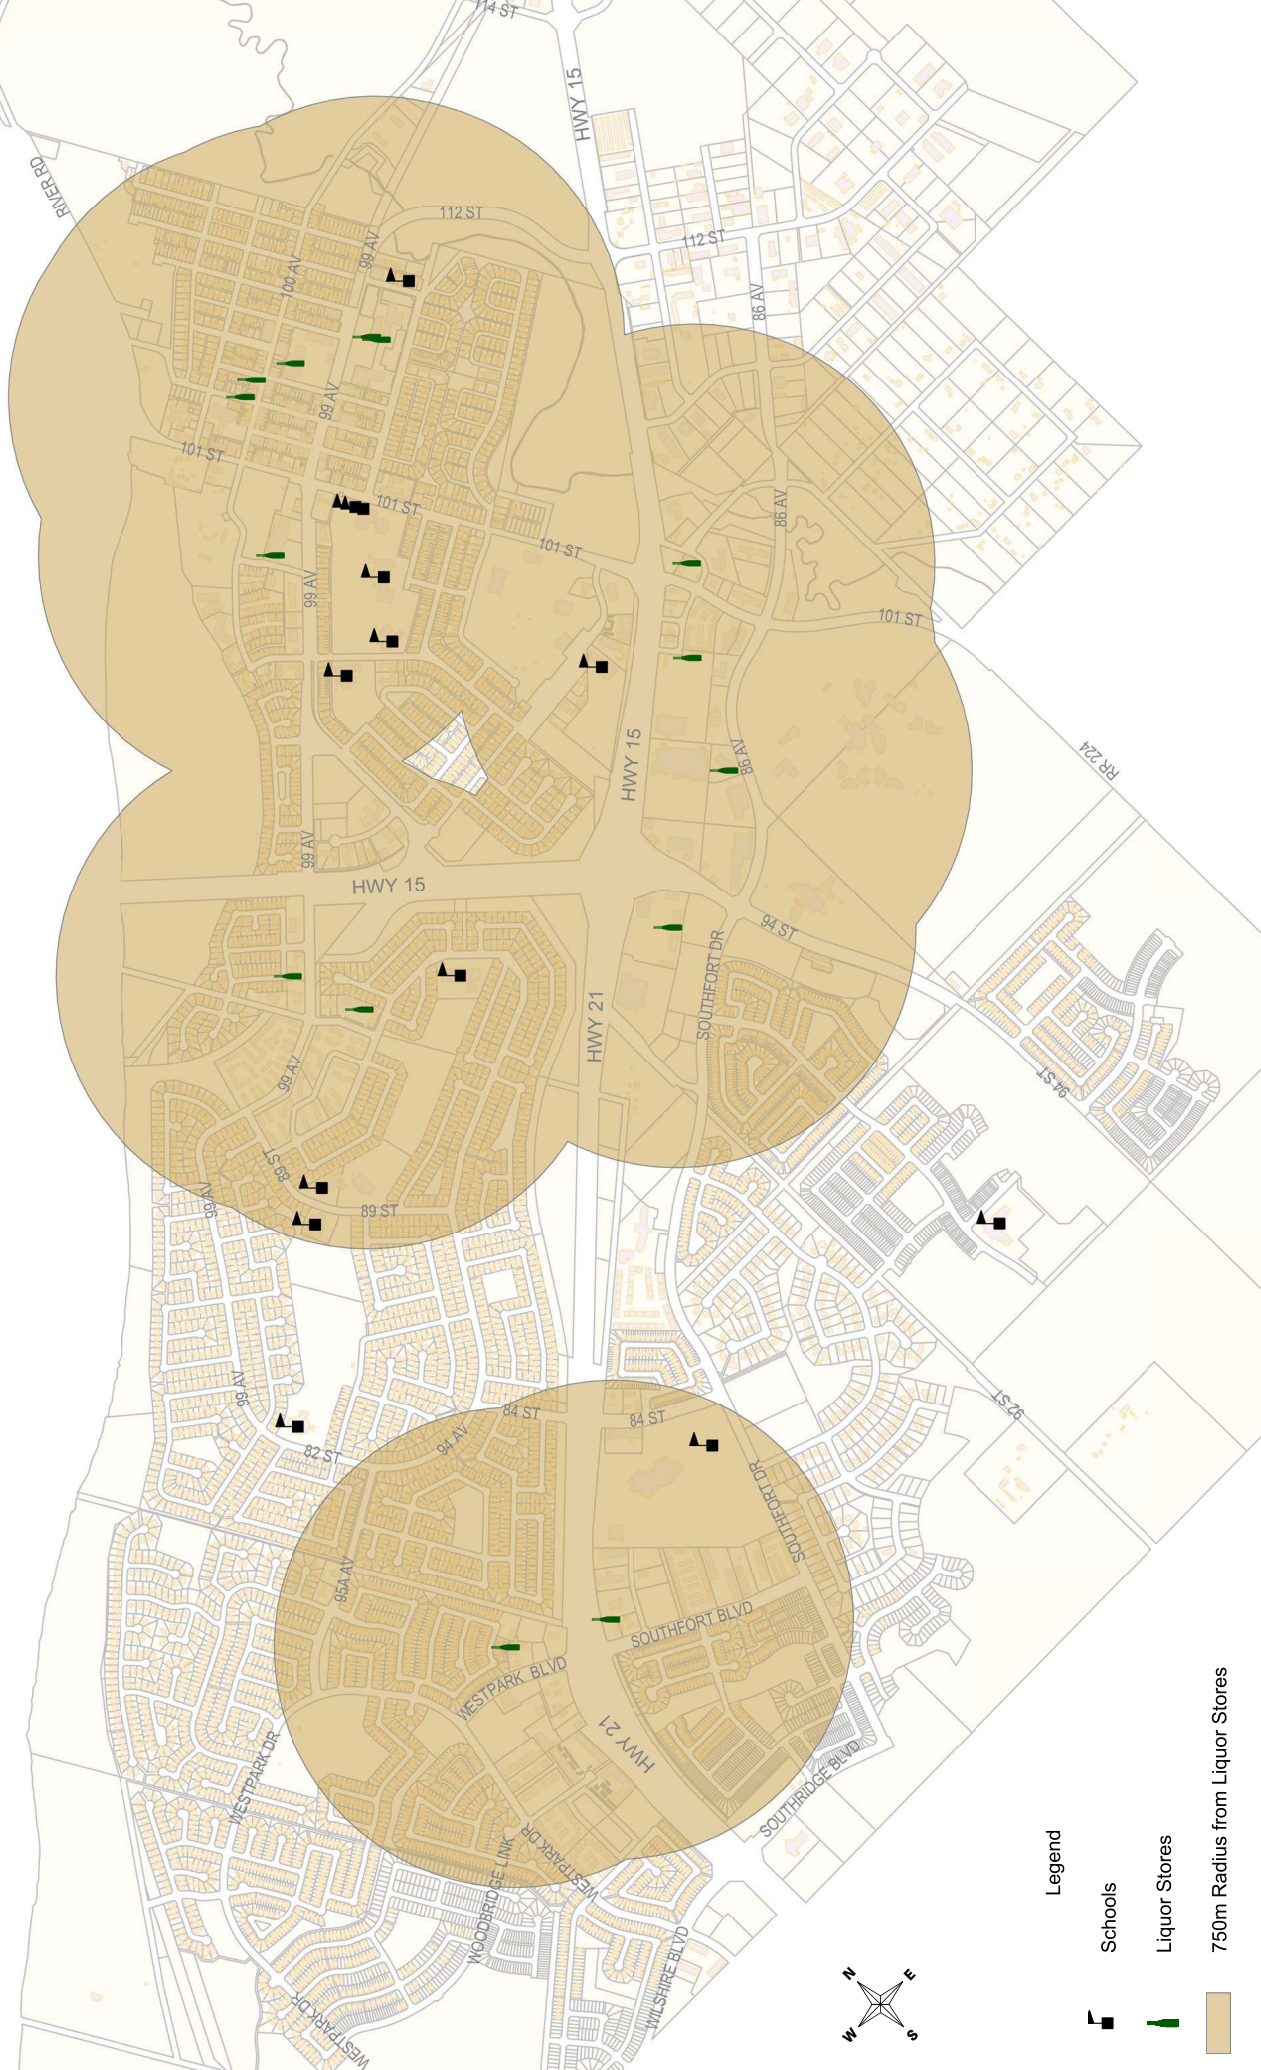 114 ST
HWY 15
RIVER RD
112 ST
99 AV
112 ST
100 AV
86 AV
99 AV
101 ST
101 ST
86 AV
101 ST
99 AV
101 ST
HWY 15
86 AV
RR 224
99 AV
HWY 15
94 ST
SOUTHFORT DR
HWY 21
99 AV
94 ST
89 ST
99 AV
89 ST
99 AV
92 ST
84 ST
84 ST
94 AV
82 ST
SOUTHFORT DR
95A AV
SOUTHFORT BLVD
WESTPARK BLVD
HWY 21
WESTPARK DR
SOUTHRIDGE BLVD
WESTPARK DR
WOODBRIDGE LINK
WILSHIRE BLVD
WESTPARK DR
N
E
W
S
Legend
Schools
Liquor Stores
750m Radius from Liquor Stores